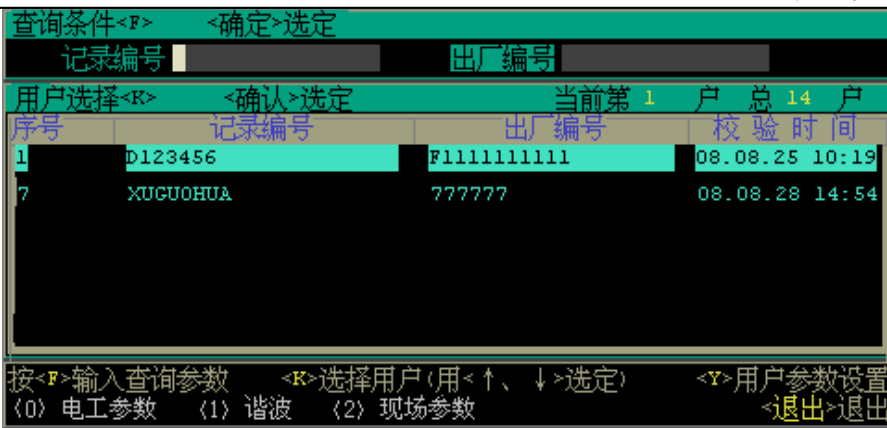 查询条件<F> <确定>选定
记录编号 出厂编号
用户选择<K> <确认>选定 当前第 1 户 总 14 户
序号 记录编号 出厂编号 校验时间
1 D123456 F1111111111 08.08.25 10:19
7 XUGUOHUA 777777 08.08.28 14:54
按<F>输入查询参数 <K>选择用户(用<↑、↓>选定) <Y>用户参数设置
(0) 电工参数 (1) 谐波 (2) 现场参数 <退出>退出